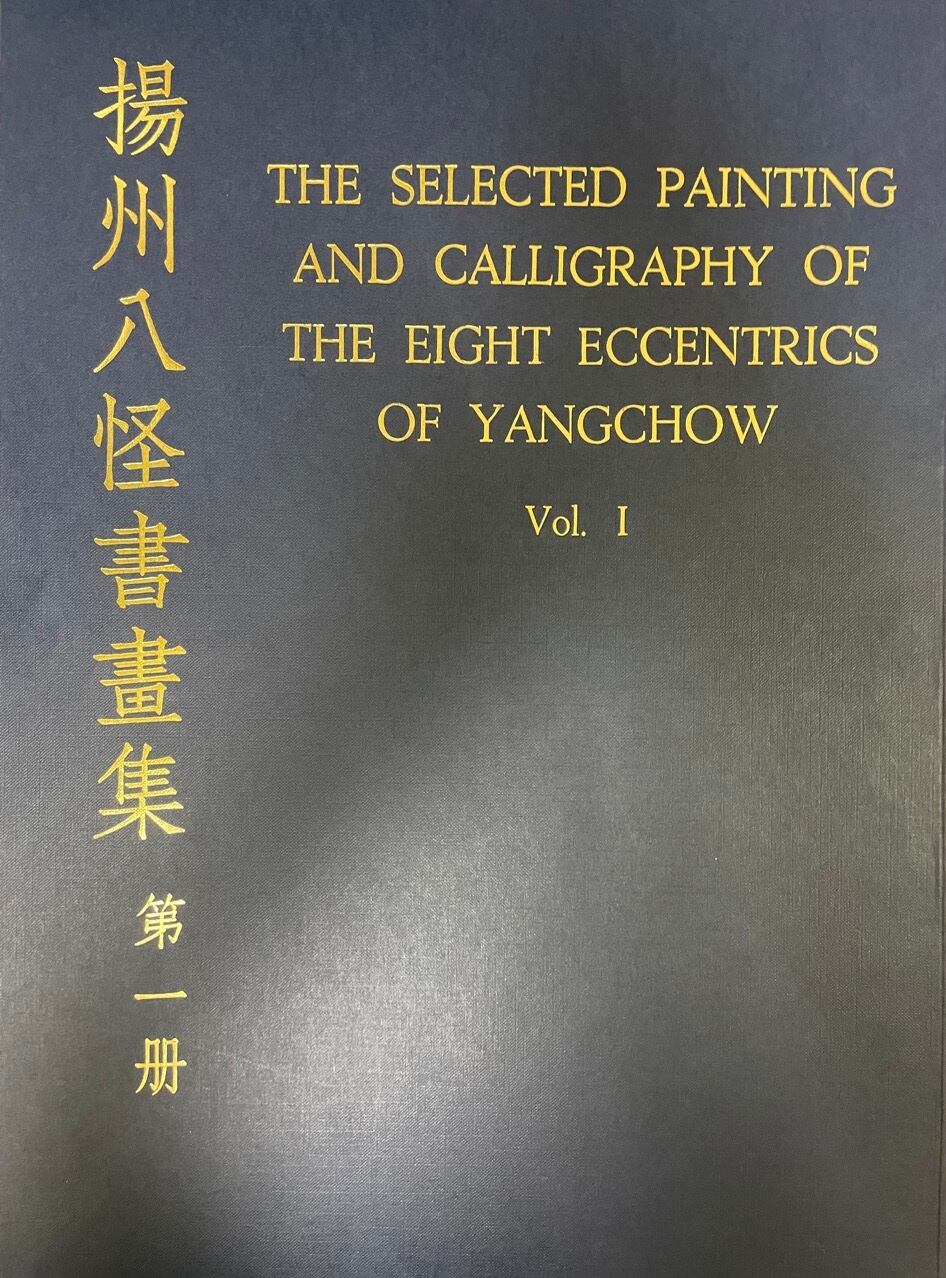 揚州八怪書畫集 第一册
THE SELECTED PAINTING
AND CALLIGRAPHY OF
THE EIGHT ECCENTRICS
OF YANGCHOW
Vol. I